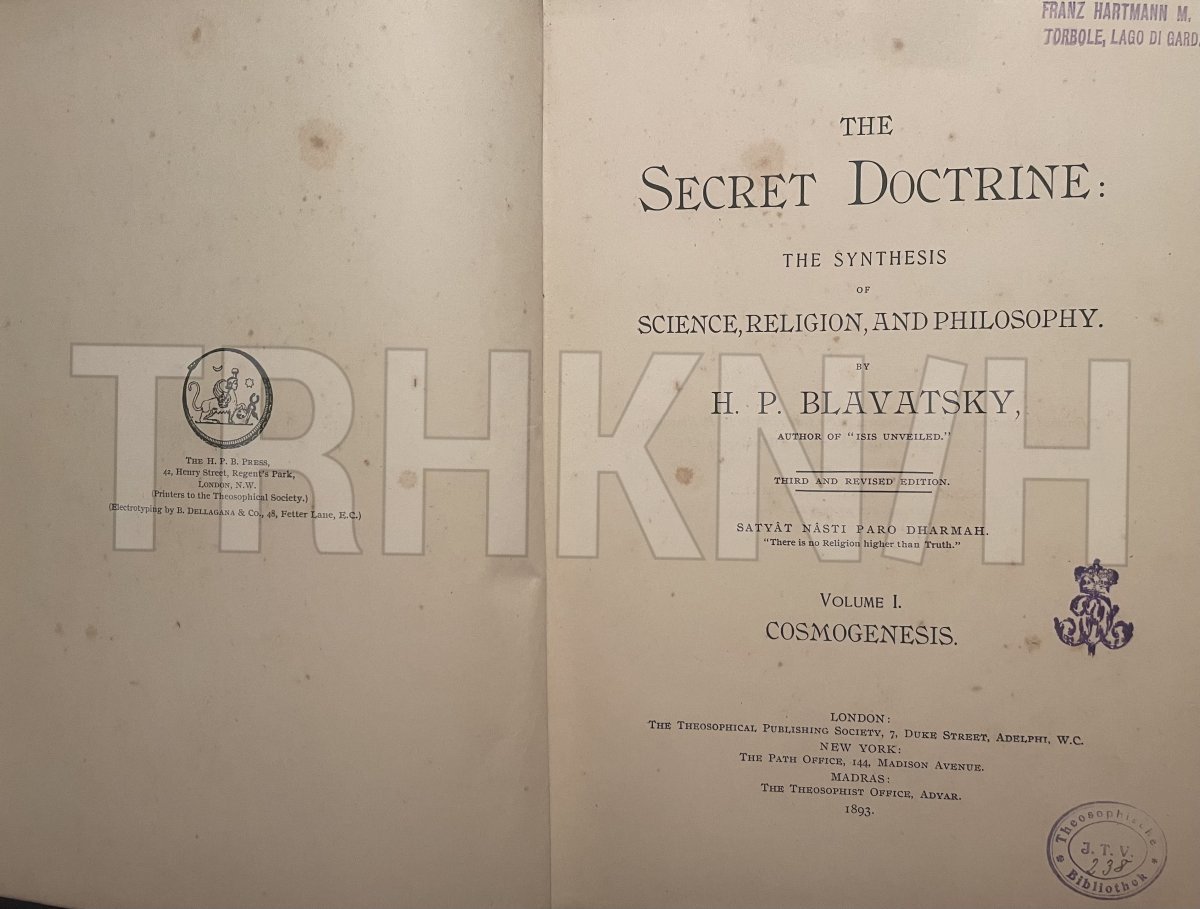 THE H. P. B. PRESS,
42, Henry Street, Regent's Park,
LONDON, N.W.
(Printers to the Theosophical Society.)
(Electrotyping by B. DELLAGANA & Co., 48, Fetter Lane, E.C.)
FRANZ HARTMANN M.
TORBOLE, LAGO DI GARD
THE
SECRET DOCTRINE:
THE SYNTHESIS
OF
SCIENCE, RELIGION, AND PHILOSOPHY.
BY
H. P. BLAVATSKY,
AUTHOR OF "ISIS UNVEILED."
THIRD AND REVISED EDITION.
SATYÂT NÂSTI PARO DHARMAH.
"There is no Religion higher than Truth."
VOLUME I.
COSMOGENESIS.
LONDON:
THE THEOSOPHICAL PUBLISHING SOCIETY, 7, DUKE STREET, ADELPHI, W.C.
NEW YORK:
THE PATH OFFICE, 144, MADISON AVENUE.
MADRAS:
THE THEOSOPHIST OFFICE, ADYAR.
1893.
Theosophische
J. T. V.
238
Bibliothek
TRHKN/H